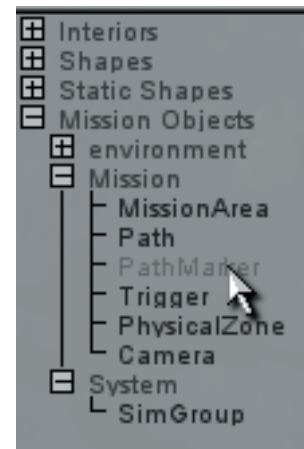 Interiors
Shapes
Static Shapes
Mission Objects
environment
Mission
MissionArea
Path
PathMarker
Trigger
PhysicalZone
Camera
System
SimGroup